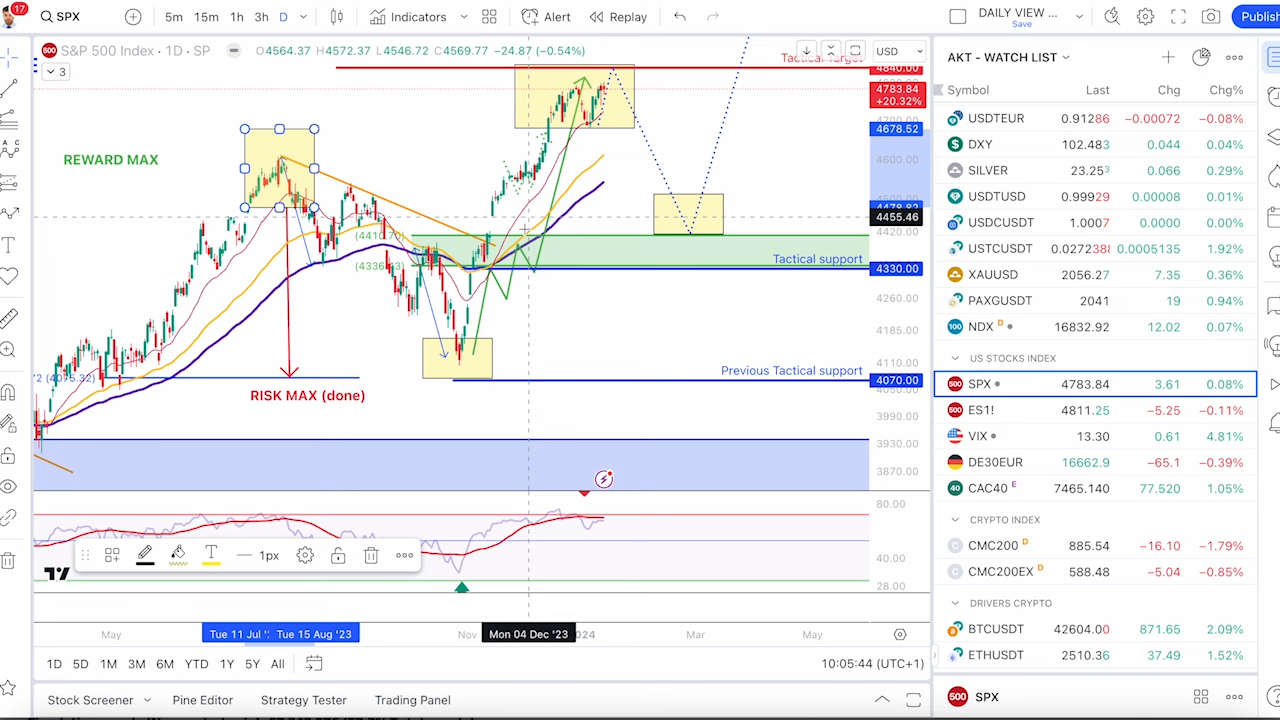 17
SPX
5m 15m 1h 3h D
Indicators
Alert
Replay
DAILY VIEW ...
Save
Publish
500 S&P 500 Index · 1D · SP
O4564.37 H4572.37 L4546.72 C4569.77 −24.87 (−0.54%)
USD
3
Tactical Target
4840.00
4783.84
+20.32%
4678.52
4600.00
REWARD MAX
4455.46
4420.00
Tactical support
4330.00
4260.00
4185.00
4110.00
Previous Tactical support
4070.00
RISK MAX (done)
3990.00
3930.00
3870.00
80.00
40.00
28.00
1px
May
Tue 11 Jul '
Tue 15 Aug '23
Nov
Mon 04 Dec '23
2024
Mar
May
1D 5D 1M 3M 6M YTD 1Y 5Y All
10:05:44 (UTC+1)
Stock Screener
Pine Editor
Strategy Tester
Trading Panel
AKT - WATCH LIST
Symbol Last Chg Chg%
USDTEUR 0.91286 −0.00072 −0.08%
$ DXY 102.483 0.044 0.04%
SILVER 23.253 0.066 0.29%
USDTUSD 0.99929 0.00008 0.01%
USDCUSDT 1.0007 0.0000 0.00%
USTCUSDT 0.0272388 0.0005135 1.92%
XAUUSD 2056.27 7.35 0.36%
PAXGUSDT 2041 19 0.94%
100 NDX D 16832.92 12.02 0.07%
US STOCKS INDEX
500 SPX 4783.84 3.61 0.08%
500 ES1! 4811.25 −5.25 −0.11%
VIX 13.30 0.61 4.81%
DE30EUR 16662.9 −65.1 −0.39%
40 CAC40 E 7465.140 77.520 1.05%
CRYPTO INDEX
C CMC200 D 885.54 −16.10 −1.79%
C CMC200EX D 588.48 −5.04 −0.85%
DRIVERS CRYPTO
BTCUSDT 42604.00 871.65 2.09%
ETHUSDT 2510.36 37.49 1.52%
500 SPX